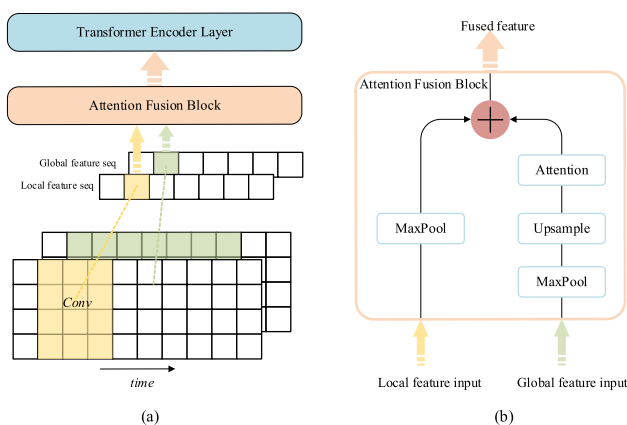 Transformer Encoder Layer
Attention Fusion Block
Global feature seq
Local feature seq
Conv
time
(a)
Fused feature
Attention Fusion Block
Attention
MaxPool
Upsample
MaxPool
Local feature input
Global feature input
(b)